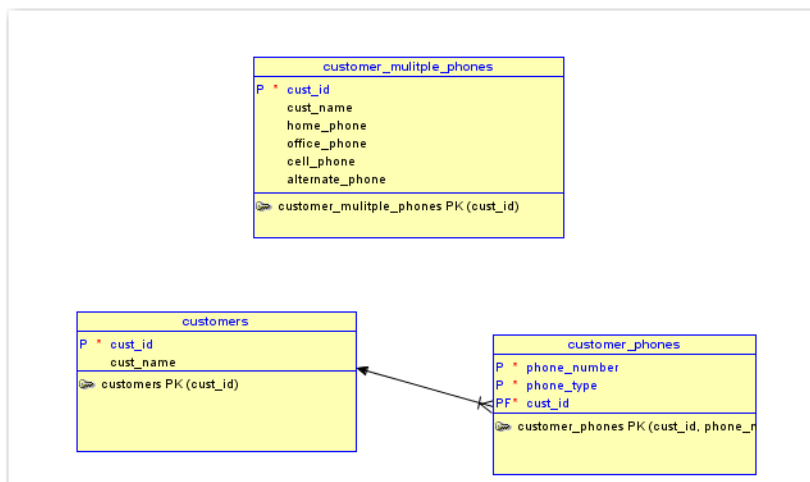 customer_mulitple_phones
P * cust_id
cust_name
home_phone
office_phone
cell_phone
alternate_phone
customer_mulitple_phones PK (cust_id)
customers
P * cust_id
cust_name
customers PK (cust_id)
customer_phones
P * phone_number
P * phone_type
PF* cust_id
customer_phones PK (cust_id, phone_n